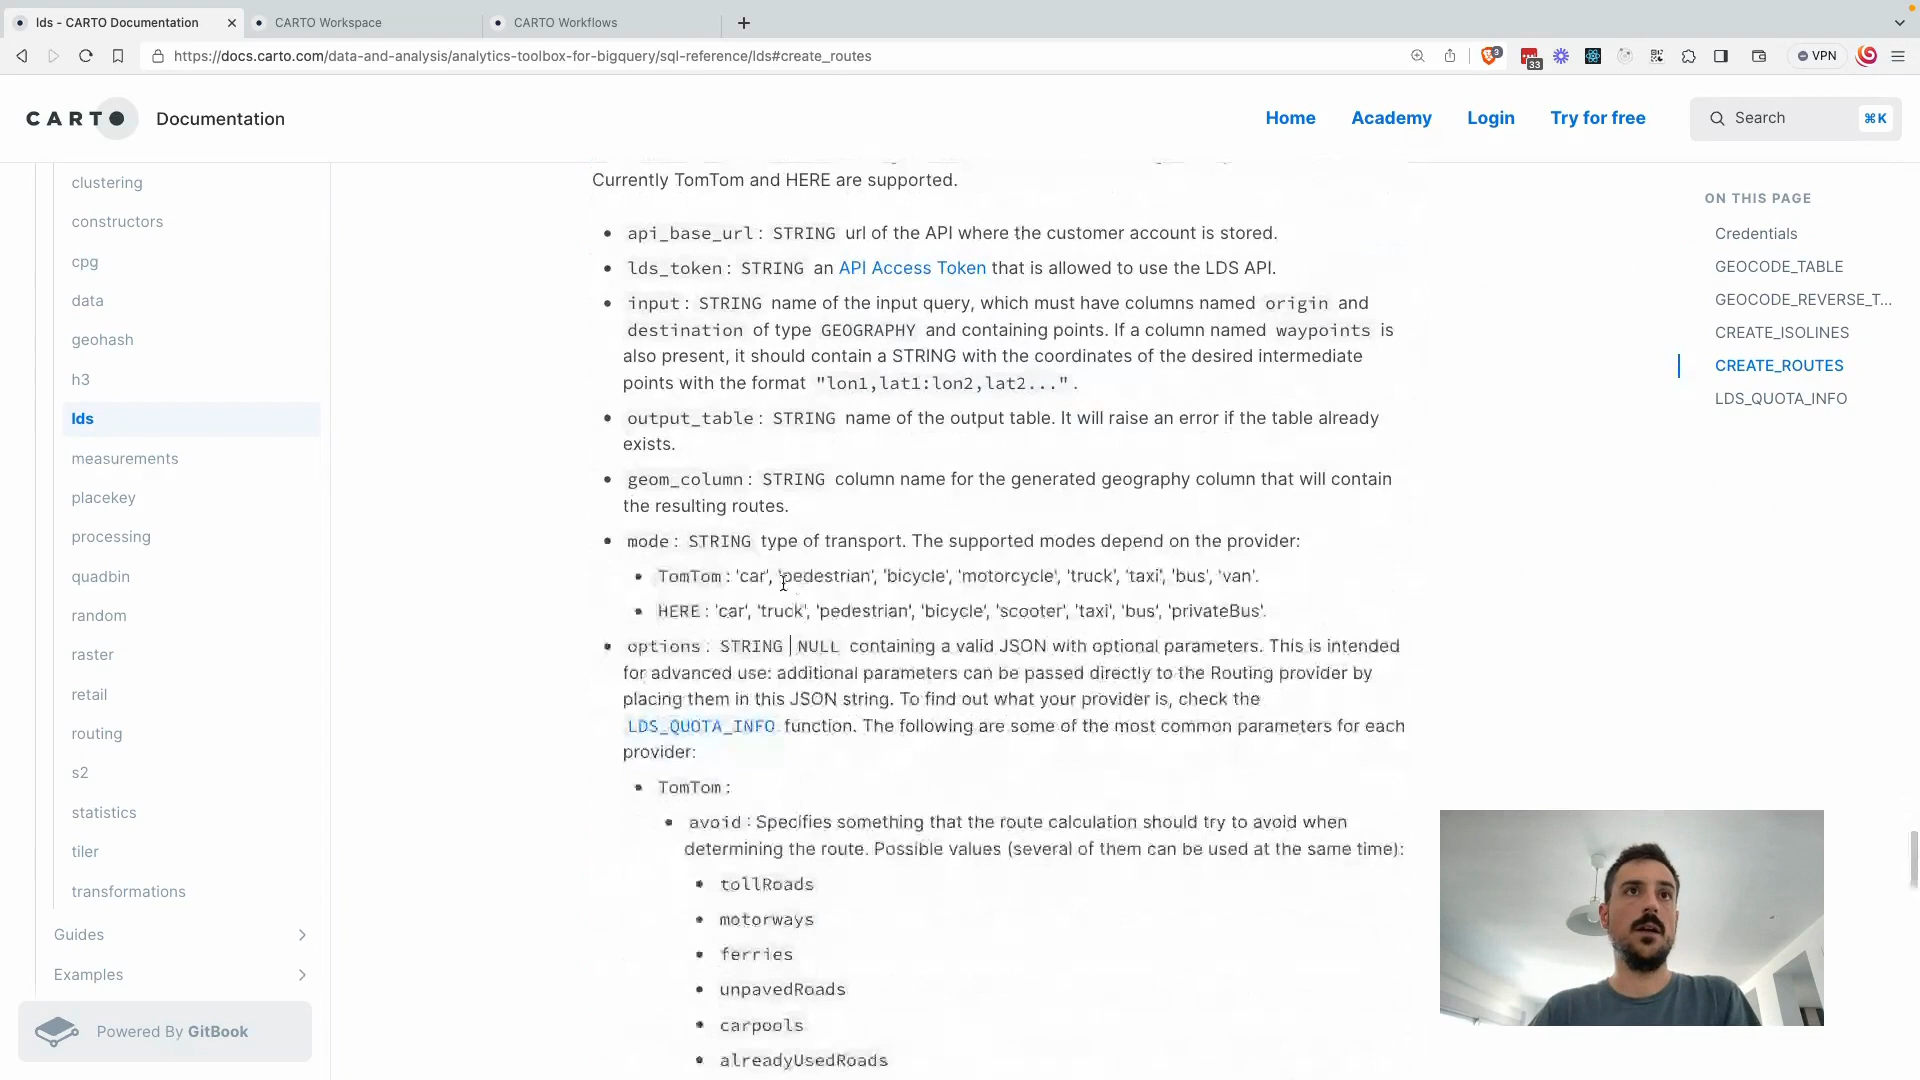 lds - CARTO Documentation
CARTO Workspace
CARTO Workflows
https://docs.carto.com/data-and-analysis/analytics-toolbox-for-bigquery/sql-reference/lds#create_routes
3
33
VPN
CARTO
Documentation
Home
Academy
Login
Try for free
Search
⌘K
clustering
constructors
cpg
data
geohash
h3
lds
measurements
placekey
processing
quadbin
random
raster
retail
routing
s2
statistics
tiler
transformations
Guides
Examples
Powered By GitBook
Currently TomTom and HERE are supported.
• api_base_url: STRING url of the API where the customer account is stored.
• lds_token: STRING an API Access Token that is allowed to use the LDS API.
• input: STRING name of the input query, which must have columns named origin and
destination of type GEOGRAPHY and containing points. If a column named waypoints is
also present, it should contain a STRING with the coordinates of the desired intermediate
points with the format "lon1,lat1:lon2,lat2...".
• output_table: STRING name of the output table. It will raise an error if the table already
exists.
• geom_column: STRING column name for the generated geography column that will contain
the resulting routes.
• mode: STRING type of transport. The supported modes depend on the provider:
• TomTom: 'car', 'pedestrian', 'bicycle', 'motorcycle', 'truck', 'taxi', 'bus', 'van'.
• HERE: 'car', 'truck', 'pedestrian', 'bicycle', 'scooter', 'taxi', 'bus', 'privateBus'.
• options: STRING|NULL containing a valid JSON with optional parameters. This is intended
for advanced use: additional parameters can be passed directly to the Routing provider by
placing them in this JSON string. To find out what your provider is, check the
LDS_QUOTA_INFO function. The following are some of the most common parameters for each
provider:
• TomTom:
• avoid: Specifies something that the route calculation should try to avoid when
determining the route. Possible values (several of them can be used at the same time):
• tollRoads
• motorways
• ferries
• unpavedRoads
• carpools
• alreadyUsedRoads
ON THIS PAGE
Credentials
GEOCODE_TABLE
GEOCODE_REVERSE_T...
CREATE_ISOLINES
CREATE_ROUTES
LDS_QUOTA_INFO